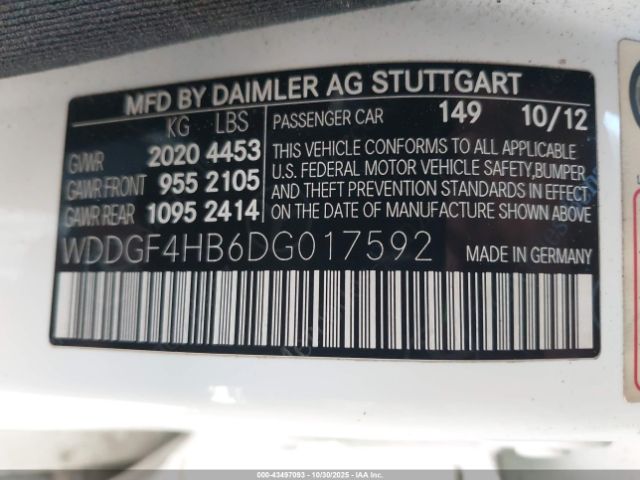 MFD BY DAIMLER AG STUTTGART
KG LBS
GVWR 2020 4453
GAWR FRONT 955 2105
GAWR REAR 1095 2414
PASSENGER CAR 149 10/12
THIS VEHICLE CONFORMS TO ALL APPLICABLE
U.S. FEDERAL MOTOR VEHICLE SAFETY,BUMPER
AND THEFT PREVENTION STANDARDS IN EFFECT
ON THE DATE OF MANUFACTURE SHOWN ABOVE.
WDDGF4HB6DG017592 MADE IN GERMANY
000-43497093 - 10/30/2025 - IAAI.COM